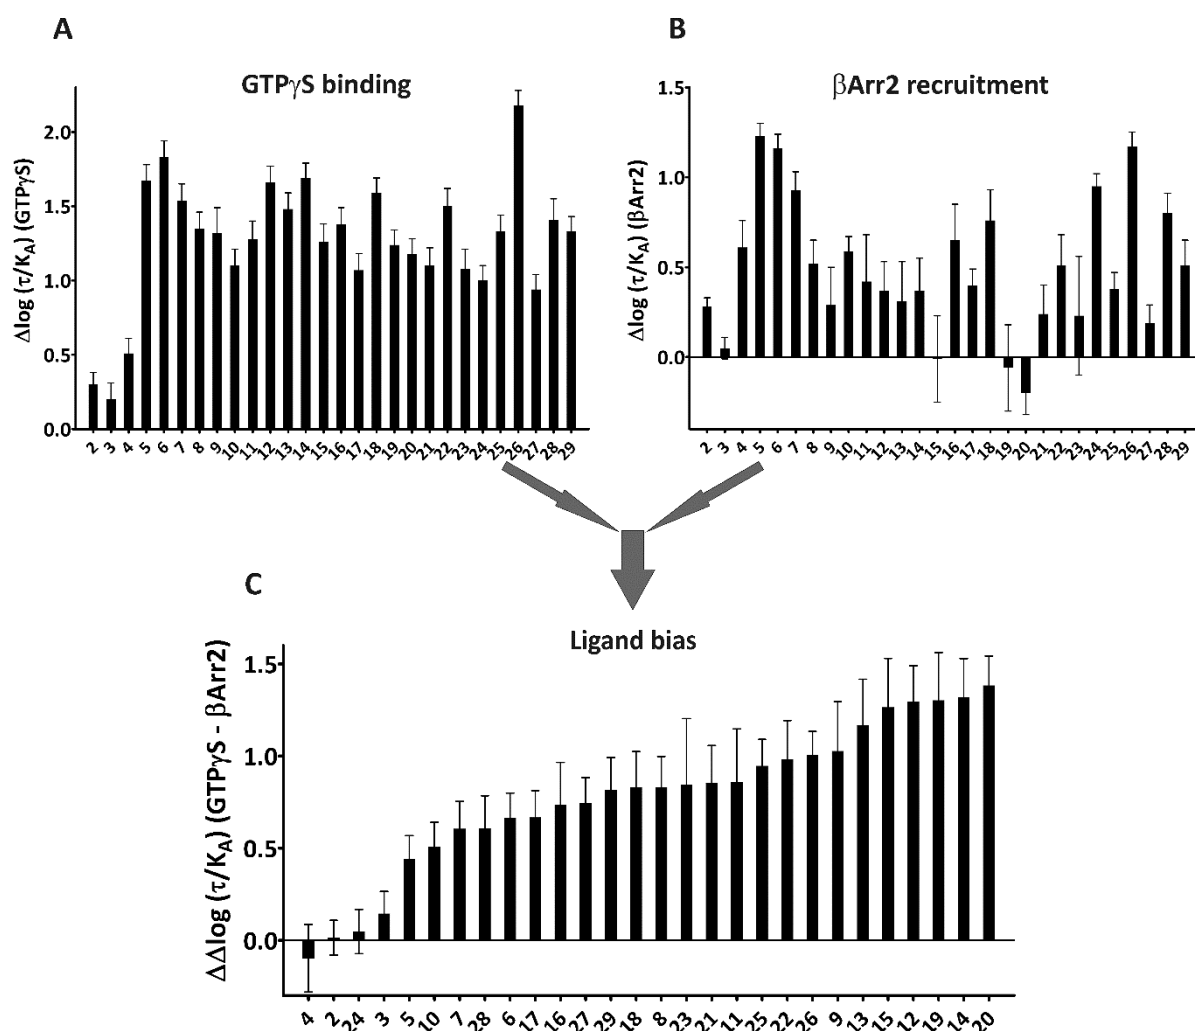 A
GTPγS binding
Δlog (τ/KA) (GTPγS)
2.0
1.5
1.0
0.5
0.0
2 3 4 5 6 7 8 9 10 11 12 13 14 15 16 17 18 19 20 21 22 23 24 25 26 27 28 29
B
βArr2 recruitment
Δlog (τ/KA) (βArr2)
1.5
1.0
0.5
0.0
2 3 4 5 6 7 8 9 10 11 12 13 14 15 16 17 18 19 20 21 22 23 24 25 26 27 28 29
C
Ligand bias
ΔΔlog (τ/KA) (GTPγS - βArr2)
1.5
1.0
0.5
0.0
4 2 24 3 5 10 7 28 6 17 16 27 29 18 8 23 21 11 25 22 26 9 13 15 12 19 14 20